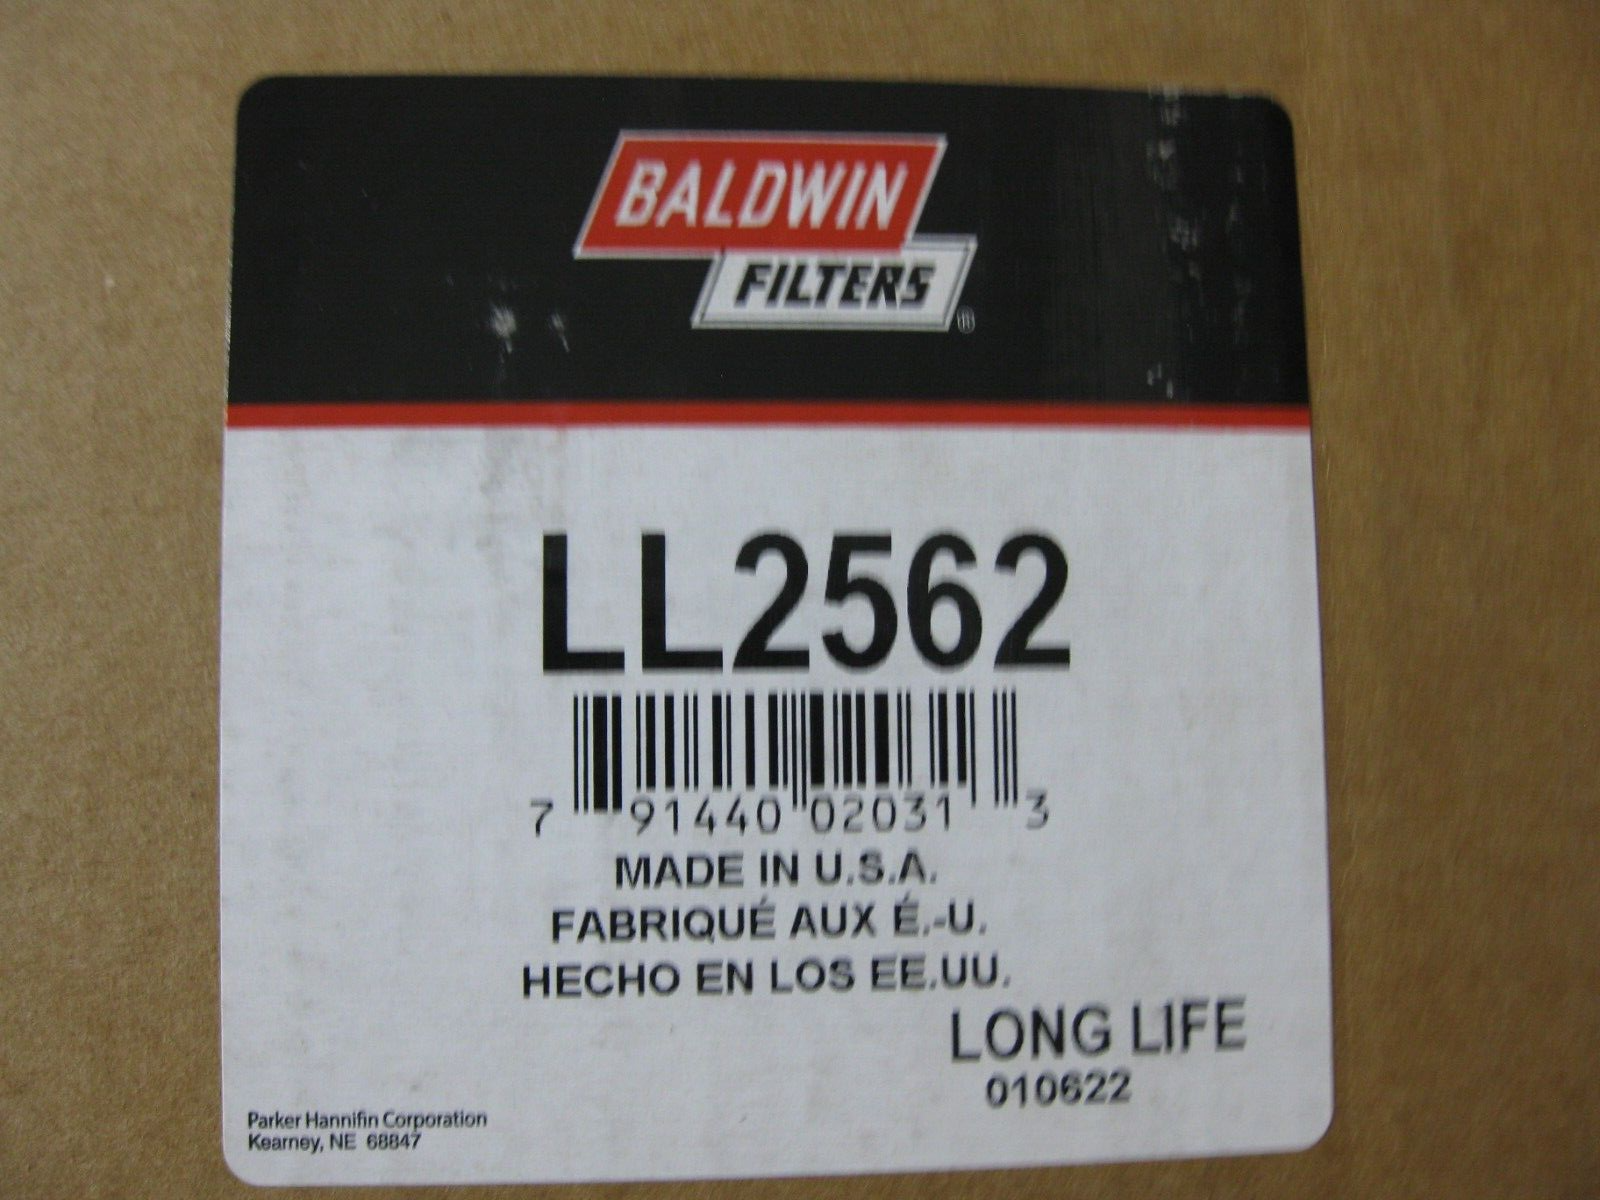 BALDWIN
FILTERS®
LL2562
7 91440 02031 3
MADE IN U.S.A.
FABRIQUÉ AUX É.-U.
HECHO EN LOS EE.UU.
LONG LIFE
010622
Parker Hannifin Corporation
Kearney, NE 68847